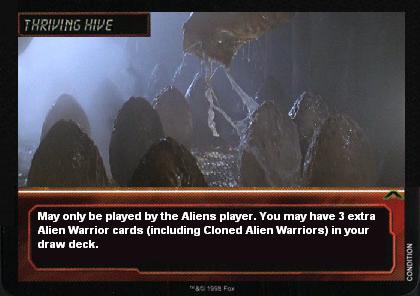 THRIVING HIVE
May only be played by the Aliens player. You may have 3 extra
Alien Warrior cards (including Cloned Alien Warriors) in your
draw deck.
CONDITION
™&© 1998 Fox